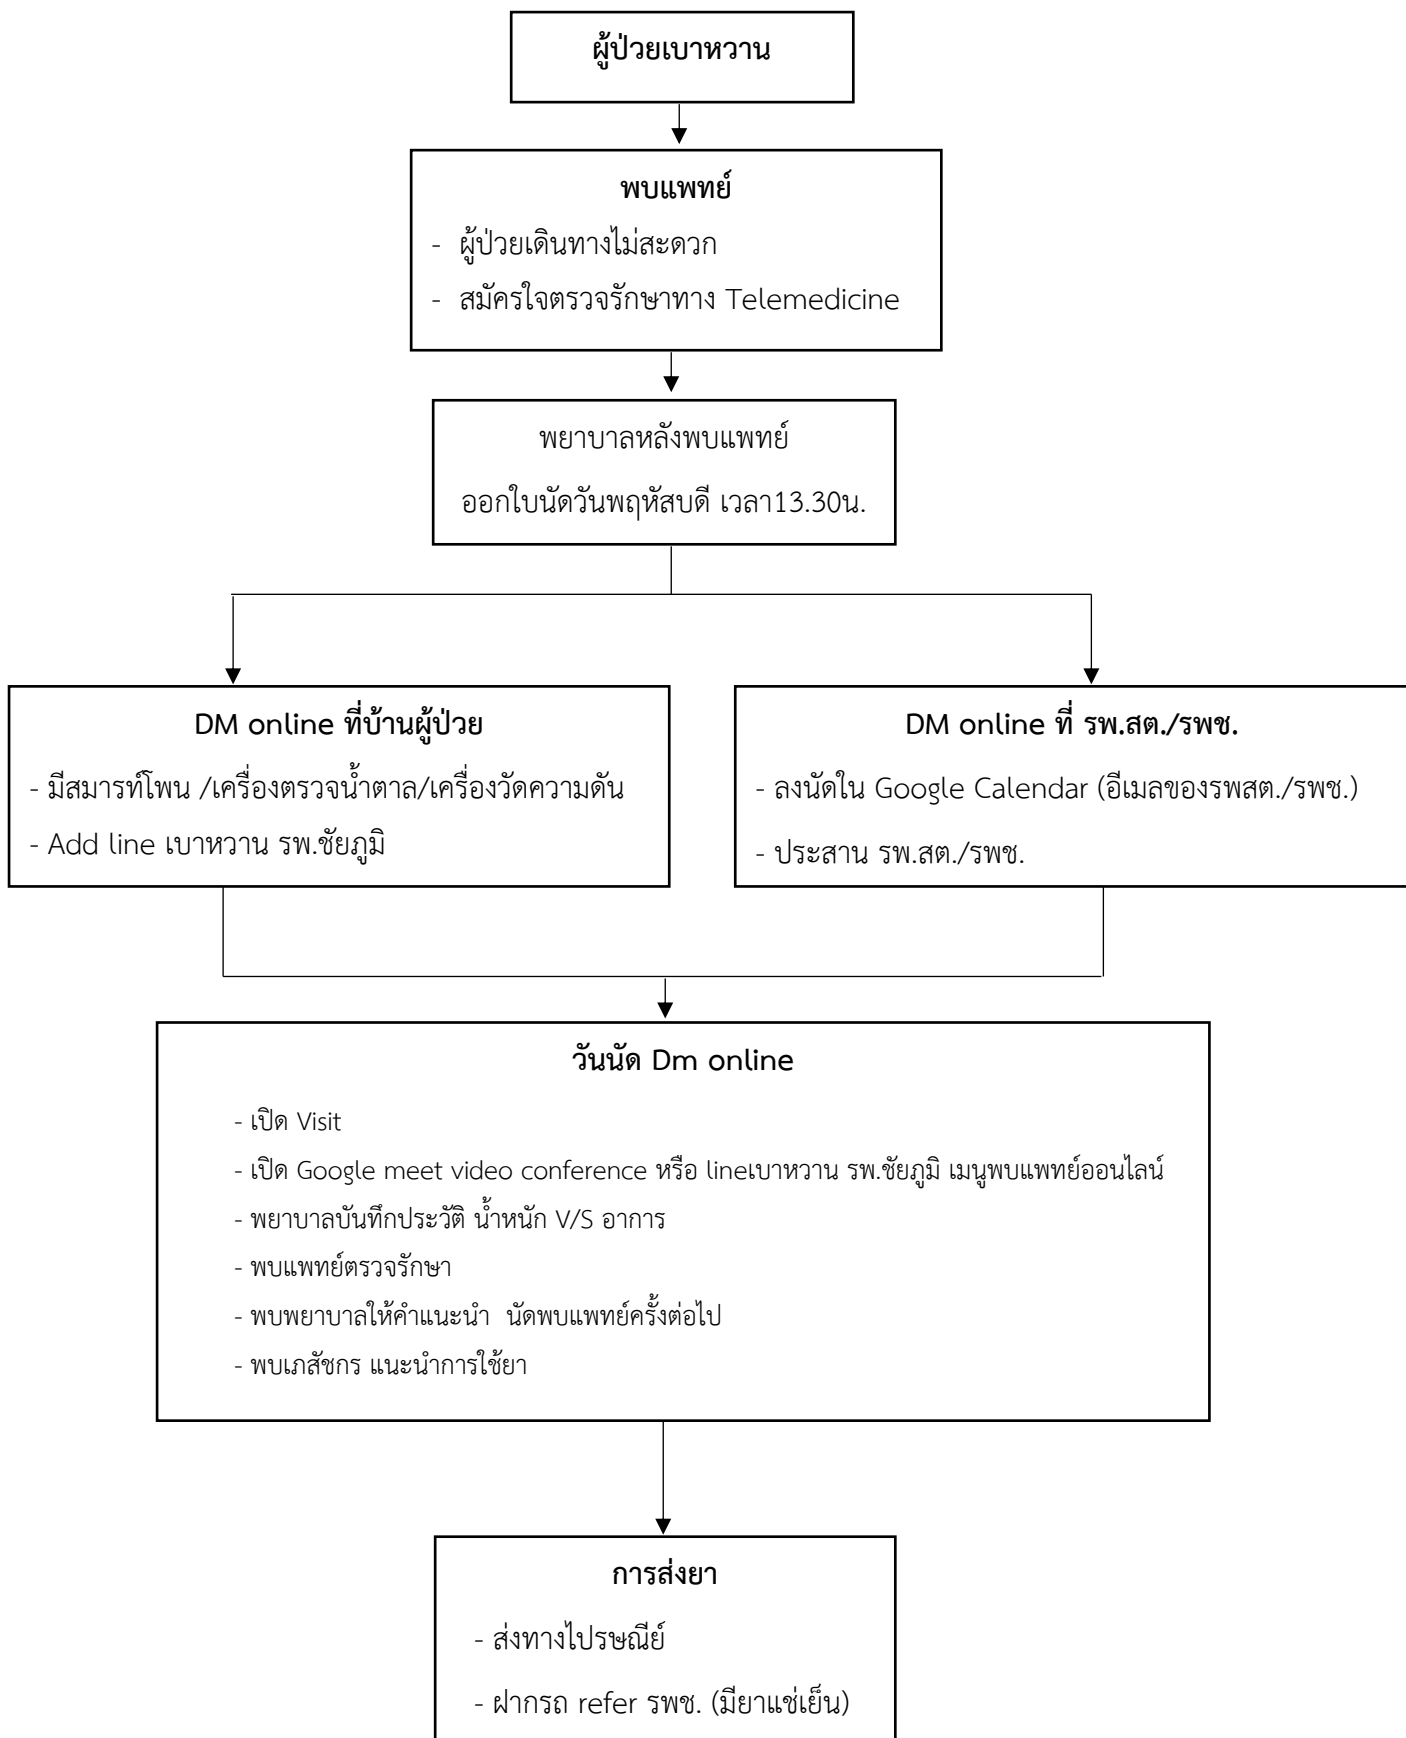 ผู้ป่วยเบาหวาน
พบแพทย์
- ผู้ป่วยเดินทางไม่สะดวก
- สมัครใจตรวจรักษาทาง Telemedicine
พยาบาลหลังพบแพทย์
ออกใบนัดวันพฤหัสบดี เวลา13.30น.
DM online ที่บ้านผู้ป่วย
- มีสมารท์โพน /เครื่องตรวจน้ำตาล/เครื่องวัดความดัน
- Add line เบาหวาน รพ.ชัยภูมิ
DM online ที่ รพ.สต./รพช.
- ลงนัดใน Google Calendar (อีเมลของรพสต./รพช.)
- ประสาน รพ.สต./รพช.
วันนัด Dm online
- เปิด Visit
- เปิด Google meet video conference หรือ lineเบาหวาน รพ.ชัยภูมิ เมนูพบแพทย์ออนไลน์
- พยาบาลบันทึกประวัติ น้ำหนัก V/S อาการ
- พบแพทย์ตรวจรักษา
- พบพยาบาลให้คำแนะนำ  นัดพบแพทย์ครั้งต่อไป
- พบเภสัชกร แนะนำการใช้ยา
การส่งยา
- ส่งทางไปรษณีย์
- ฝากรถ refer รพช. (มียาแช่เย็น)